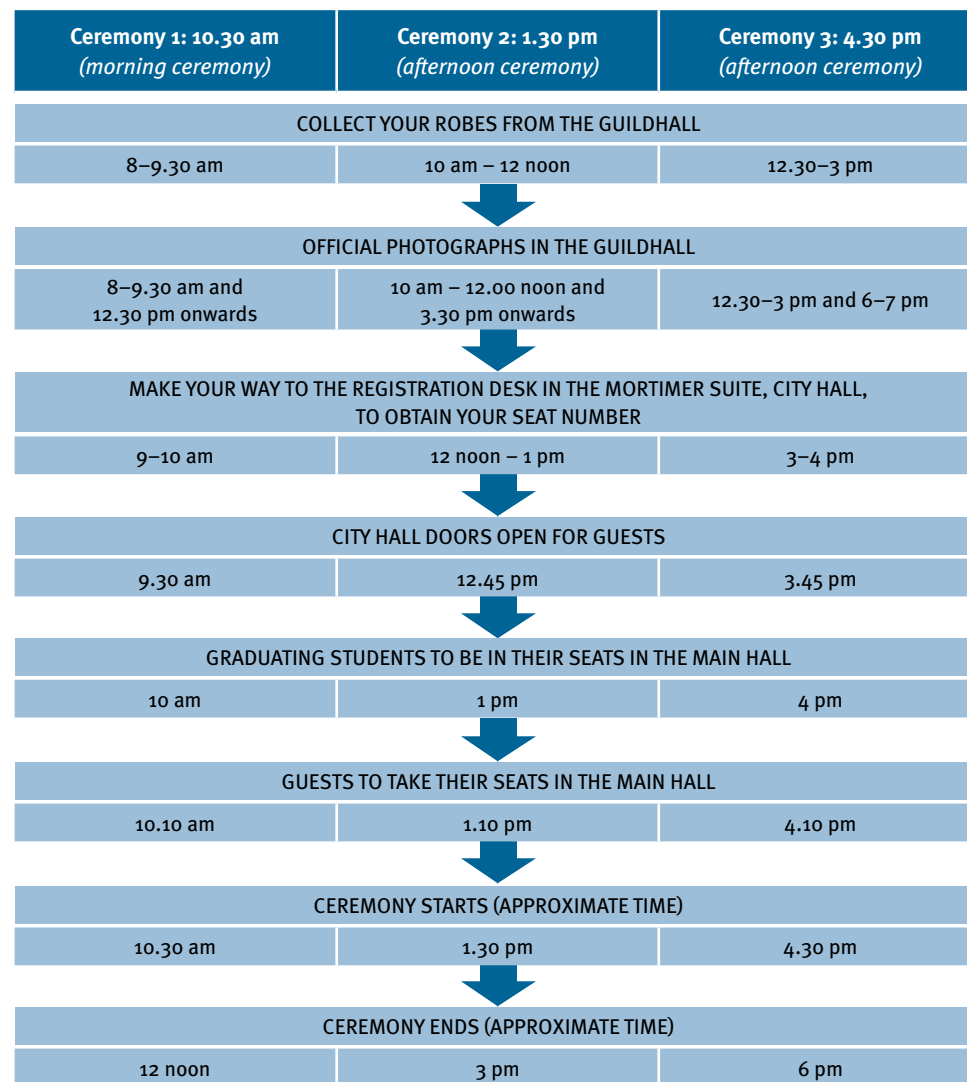 Ceremony 1: 10.30 am
(morning ceremony)
Ceremony 2: 1.30 pm
(afternoon ceremony)
Ceremony 3: 4.30 pm
(afternoon ceremony)
COLLECT YOUR ROBES FROM THE GUILDHALL
8–9.30 am
10 am – 12 noon
12.30–3 pm
OFFICIAL PHOTOGRAPHS IN THE GUILDHALL
8–9.30 am and
12.30 pm onwards
10 am – 12.00 noon and
3.30 pm onwards
12.30–3 pm and 6–7 pm
MAKE YOUR WAY TO THE REGISTRATION DESK IN THE MORTIMER SUITE, CITY HALL,
TO OBTAIN YOUR SEAT NUMBER
9–10 am
12 noon – 1 pm
3–4 pm
CITY HALL DOORS OPEN FOR GUESTS
9.30 am
12.45 pm
3.45 pm
GRADUATING STUDENTS TO BE IN THEIR SEATS IN THE MAIN HALL
10 am
1 pm
4 pm
GUESTS TO TAKE THEIR SEATS IN THE MAIN HALL
10.10 am
1.10 pm
4.10 pm
CEREMONY STARTS (APPROXIMATE TIME)
10.30 am
1.30 pm
4.30 pm
CEREMONY ENDS (APPROXIMATE TIME)
12 noon
3 pm
6 pm